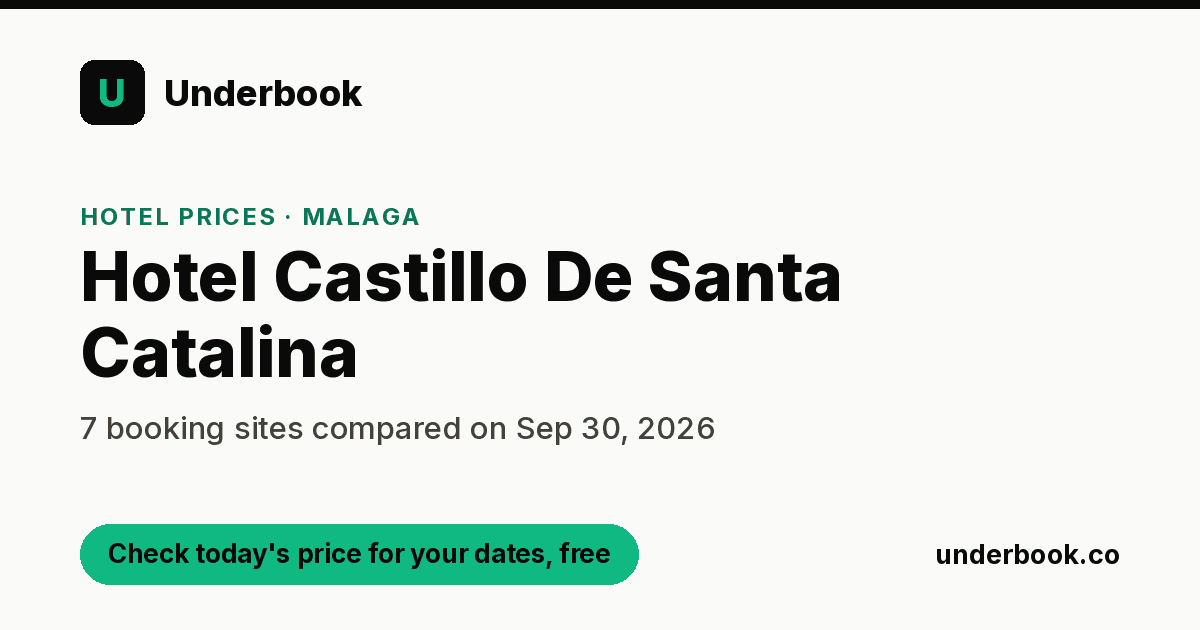 U Underbook
HOTEL PRICES · MALAGA
Hotel Castillo De Santa
Catalina
7 booking sites compared on Sep 30, 2026
Check today's price for your dates, free
underbook.co